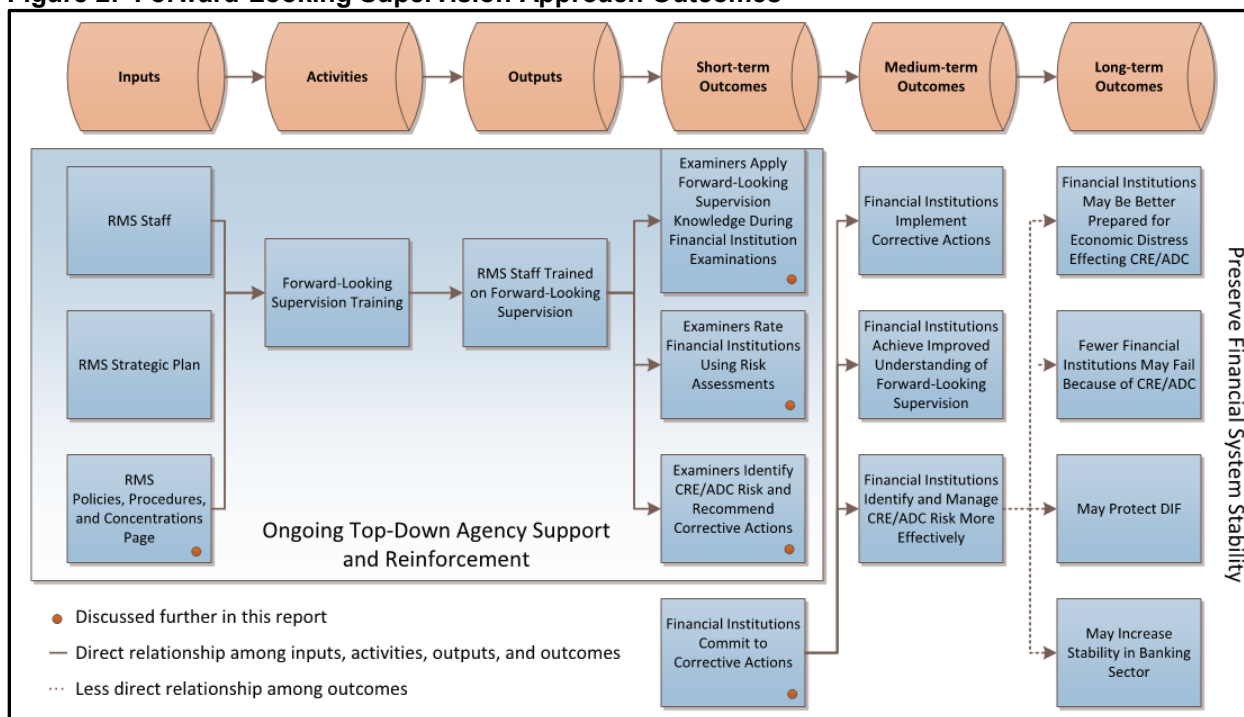 Figure 2: Forward-Looking Supervision Approach Outcomes
Inputs
Activities
Outputs
Short-term
Outcomes
Medium-term
Outcomes
Long-term
Outcomes
RMS Staff
RMS Strategic Plan
RMS
Policies, Procedures,
and Concentrations
Page
Forward-Looking
Supervision Training
RMS Staff Trained
on Forward-Looking
Supervision
Examiners Apply
Forward-Looking
Supervision
Knowledge During
Financial Institution
Examinations
Examiners Rate
Financial Institutions
Using Risk
Assessments
Examiners Identify
CRE/ADC Risk and
Recommend
Corrective Actions
Ongoing Top-Down Agency Support
and Reinforcement
Financial Institutions
Commit to
Corrective Actions
Financial Institutions
Implement
Corrective Actions
Financial Institutions
Achieve Improved
Understanding of
Forward-Looking
Supervision
Financial Institutions
Identify and Manage
CRE/ADC Risk More
Effectively
Financial Institutions
May Be Better
Prepared for
Economic Distress
Effecting CRE/ADC
Fewer Financial
Institutions May Fail
Because of CRE/ADC
May Protect DIF
May Increase
Stability in Banking
Sector
Preserve Financial System Stability
Discussed further in this report
Direct relationship among inputs, activities, outputs, and outcomes
Less direct relationship among outcomes